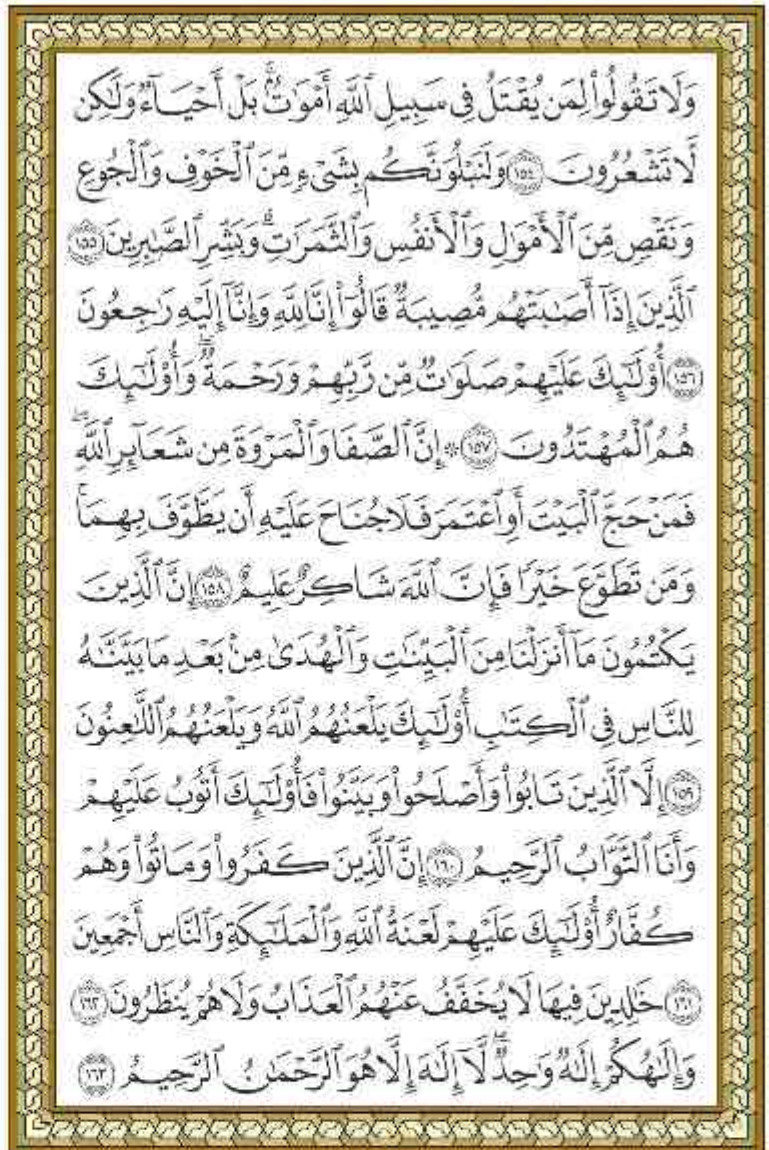 وَلَا تَقُولُوا۟ لِمَن يُقْتَلُ فِى سَبِيلِ ٱللَّهِ أَمْوَٰتٌۢ ۚ بَلْ أَحْيَآءٌ وَلَٰكِن
لَّا تَشْعُرُونَ ١٥٤ وَلَنَبْلُوَنَّكُم بِشَىْءٍ مِّنَ ٱلْخَوْفِ وَٱلْجُوعِ
وَنَقْصٍ مِّنَ ٱلْأَمْوَٰلِ وَٱلْأَنفُسِ وَٱلثَّمَرَٰتِ ۗ وَبَشِّرِ ٱلصَّٰبِرِينَ ١٥٥
ٱلَّذِينَ إِذَآ أَصَٰبَتْهُم مُّصِيبَةٌ قَالُوٓا۟ إِنَّا لِلَّهِ وَإِنَّآ إِلَيْهِ رَٰجِعُونَ
١٥٦ أُو۟لَٰٓئِكَ عَلَيْهِمْ صَلَوَٰتٌ مِّن رَّبِّهِمْ وَرَحْمَةٌ ۖ وَأُو۟لَٰٓئِكَ
هُمُ ٱلْمُهْتَدُونَ ١٥٧ ۞ إِنَّ ٱلصَّفَا وَٱلْمَرْوَةَ مِن شَعَآئِرِ ٱللَّهِ ۖ
فَمَنْ حَجَّ ٱلْبَيْتَ أَوِ ٱعْتَمَرَ فَلَا جُنَاحَ عَلَيْهِ أَن يَطَّوَّفَ بِهِمَا ۚ
وَمَن تَطَوَّعَ خَيْرًا فَإِنَّ ٱللَّهَ شَاكِرٌ عَلِيمٌ ١٥٨ إِنَّ ٱلَّذِينَ
يَكْتُمُونَ مَآ أَنزَلْنَا مِنَ ٱلْبَيِّنَٰتِ وَٱلْهُدَىٰ مِنۢ بَعْدِ مَا بَيَّنَّٰهُ
لِلنَّاسِ فِى ٱلْكِتَٰبِ ۙ أُو۟لَٰٓئِكَ يَلْعَنُهُمُ ٱللَّهُ وَيَلْعَنُهُمُ ٱللَّٰعِنُونَ
١٥٩ إِلَّا ٱلَّذِينَ تَابُوا۟ وَأَصْلَحُوا۟ وَبَيَّنُوا۟ فَأُو۟لَٰٓئِكَ أَتُوبُ عَلَيْهِمْ ۚ
وَأَنَا ٱلتَّوَّابُ ٱلرَّحِيمُ ١٦٠ إِنَّ ٱلَّذِينَ كَفَرُوا۟ وَمَاتُوا۟ وَهُمْ
كُفَّارٌ أُو۟لَٰٓئِكَ عَلَيْهِمْ لَعْنَةُ ٱللَّهِ وَٱلْمَلَٰٓئِكَةِ وَٱلنَّاسِ أَجْمَعِينَ
١٦١ خَٰلِدِينَ فِيهَا ۖ لَا يُخَفَّفُ عَنْهُمُ ٱلْعَذَابُ وَلَا هُمْ يُنظَرُونَ ١٦٢
وَإِلَٰهُكُمْ إِلَٰهٌ وَٰحِدٌ ۖ لَّآ إِلَٰهَ إِلَّا هُوَ ٱلرَّحْمَٰنُ ٱلرَّحِيمُ ١٦٣